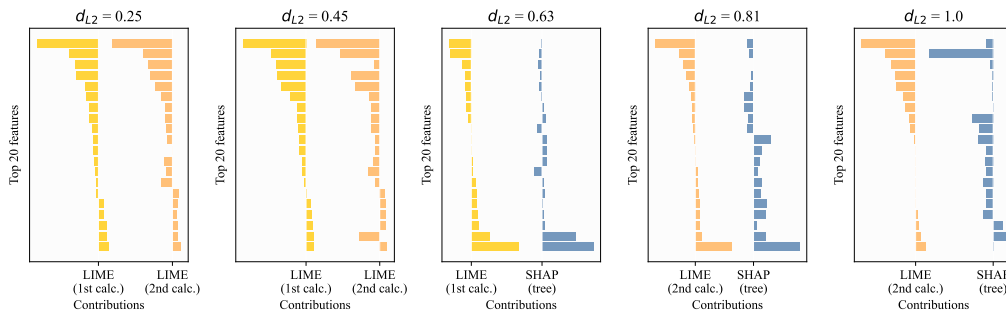 d_L2 = 0.25
Top 20 features
LIME
(1st calc.)
LIME
(2nd calc.)
Contributions
d_L2 = 0.45
Top 20 features
LIME
(1st calc.)
LIME
(2nd calc.)
Contributions
d_L2 = 0.63
Top 20 features
LIME
(1st calc.)
SHAP
(tree)
Contributions
d_L2 = 0.81
Top 20 features
LIME
(2nd calc.)
SHAP
(tree)
Contributions
d_L2 = 1.0
Top 20 features
LIME
(2nd calc.)
SHAP
(tree)
Contributions